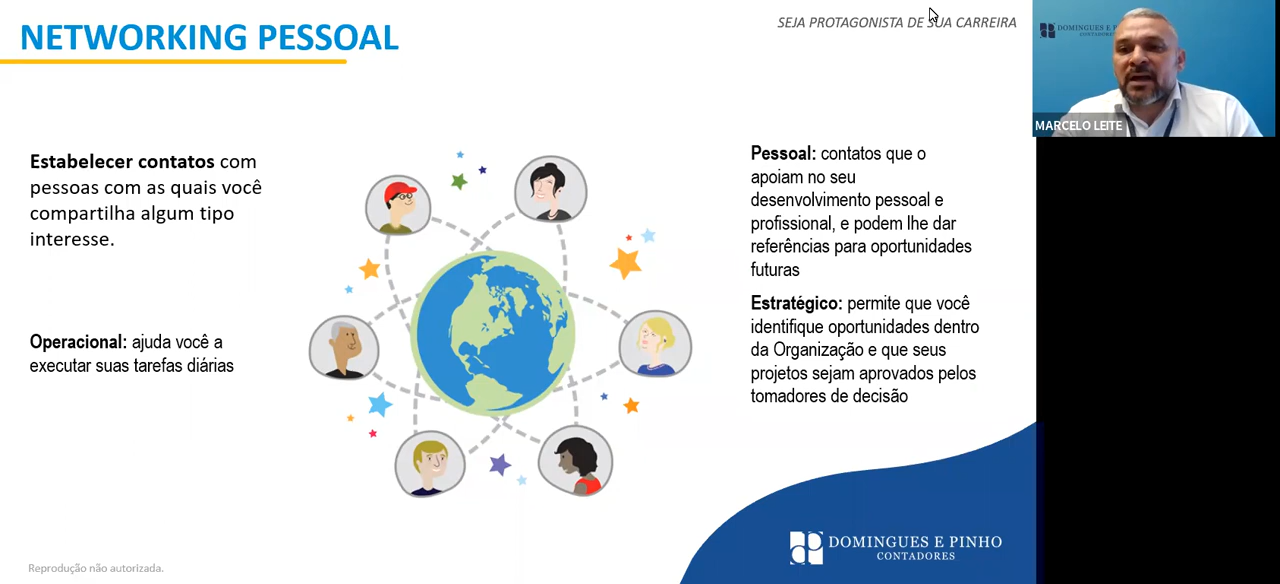 NETWORKING PESSOAL
SEJA PROTAGONISTA DE SUA CARREIRA
DOMINGUES E P
CONTADORES
MARCELO LEITE
Estabelecer contatos com
pessoas com as quais você
compartilha algum tipo
interesse.
Operacional: ajuda você a
executar suas tarefas diárias
Pessoal: contatos que o
apoiam no seu
desenvolvimento pessoal e
profissional, e podem lhe dar
referências para oportunidades
futuras
Estratégico: permite que você
identifique oportunidades dentro
da Organização e que seus
projetos sejam aprovados pelos
tomadores de decisão
DOMINGUES E PINHO
CONTADORES
Reprodução não autorizada.